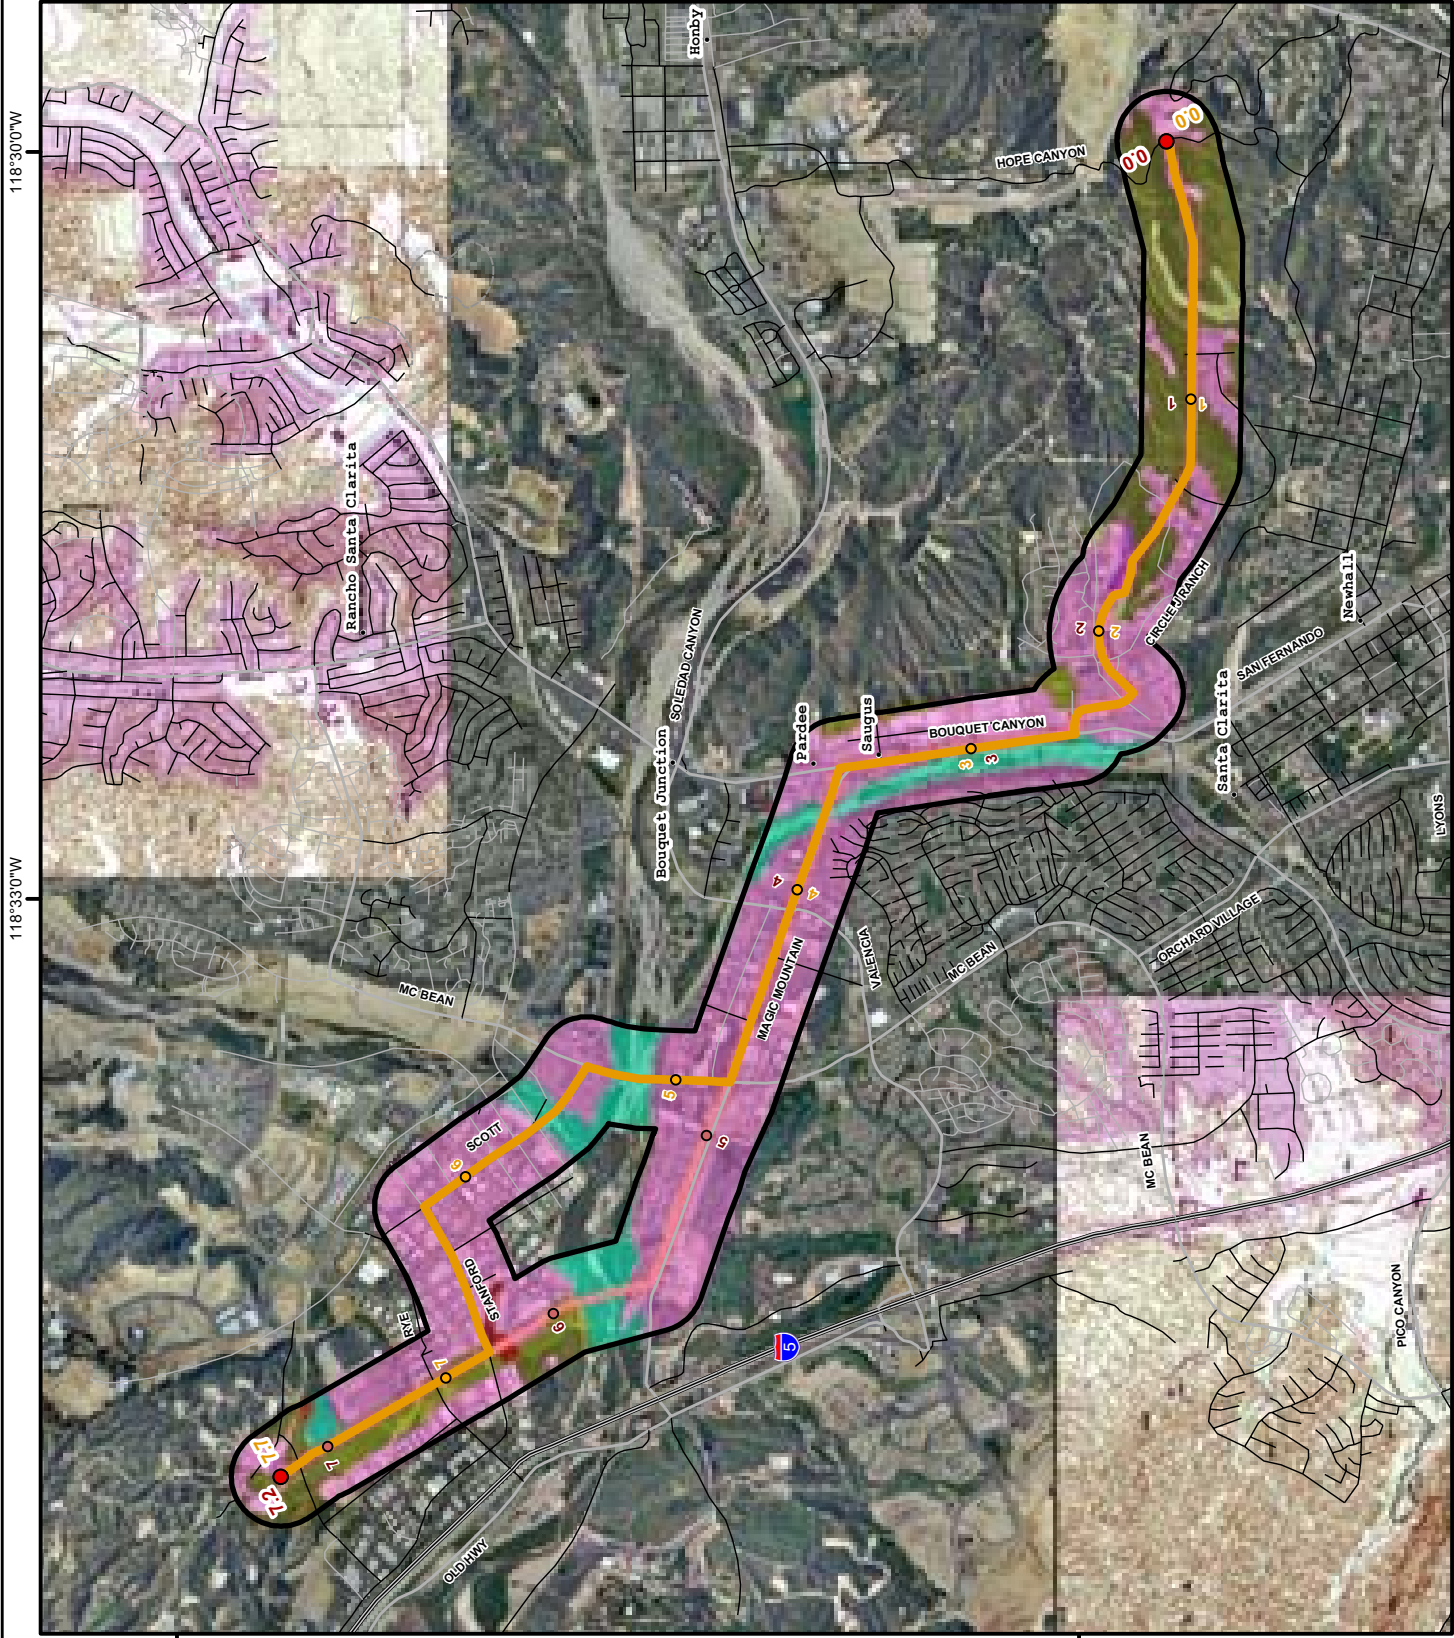 118°30'0"W
118°33'0"W
Honby
HOPE CANYON
0.0
0.0
Rancho Santa Clarita
1
1
SOLEDAD CANYON
2
2
CIRCLE J RANCH
Newhall
SAN FERNANDO
Santa Clarita
Bouquet Junction
Pardee
Saugus
BOUQUET CANYON
3
3
LYONS
4
4
MC BEAN
MAGIC MOUNTAIN
VALENCIA
MC BEAN
ORCHARD VILLAGE
SCOTT
5
5
6
MC BEAN
STANFORD
RYE
6
5
PICO CANYON
7
7
7.7
7.2
OLD HWY